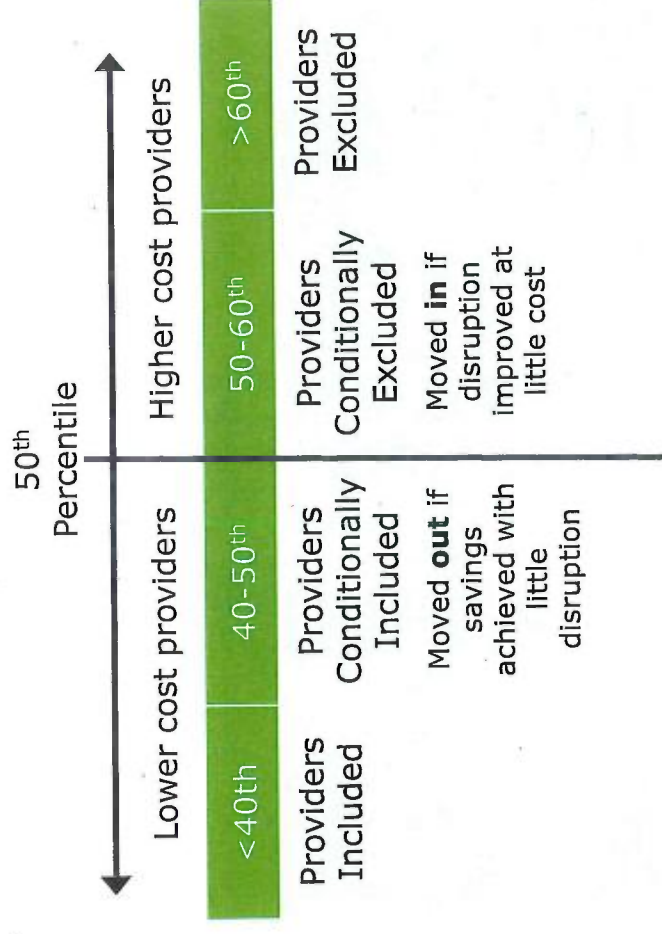 50th
Percentile
Lower cost providers
Higher cost providers
<40th
40-50th
50-60th
>60th
Providers
Included
Providers
Conditionally
Included
Moved out if
savings
achieved with
little
disruption
Providers
Conditionally
Excluded
Moved in if
disruption
improved at
little cost
Providers
Excluded